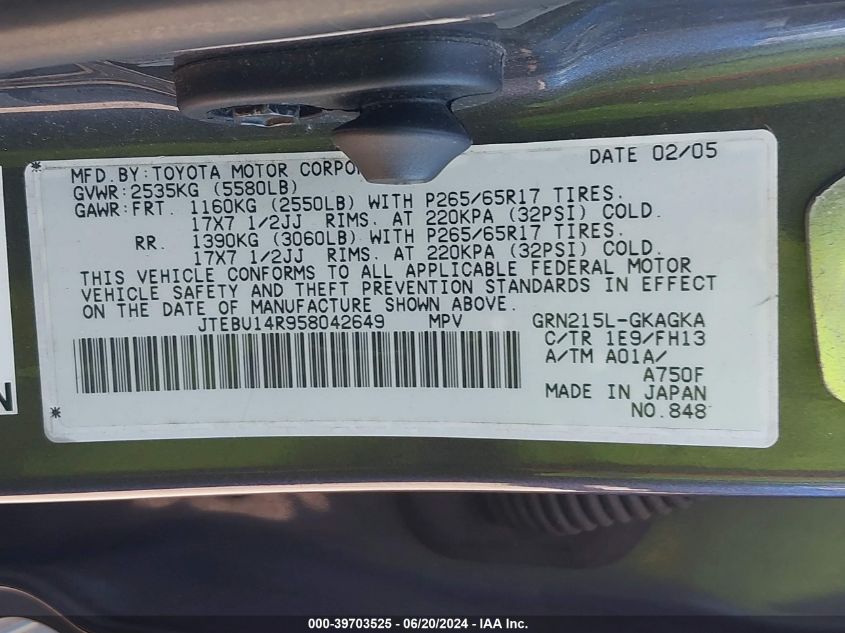 MFD. BY: TOYOTA MOTOR DATE 02/05
GVWR: 2535KG (5580LB)
GAWR: FRT. 1160KG (2550LB) WITH P265/65R17 TIRES.
17X7 1/2JJ RIMS. AT 220KPA (32PSI) COLD.
RR. 1390KG (3060LB) WITH P265/65R17 TIRES.
17X7 1/2JJ RIMS. AT 220KPA (32PSI) COLD.
THIS VEHICLE CONFORMS TO ALL APPLICABLE FEDERAL MOTOR
VEHICLE SAFETY AND THEFT PREVENTION STANDARDS IN EFFECT
ON THE DATE OF MANUFACTURE SHOWN ABOVE.
JTEBU14R958042649 MPV GRN215L-GKAGKA
C/TR 1E9/FH13
A/TM A01A/
A750F
MADE IN JAPAN
NO. 848
N
000-39703525 - 06/20/2024 - IAA Inc.